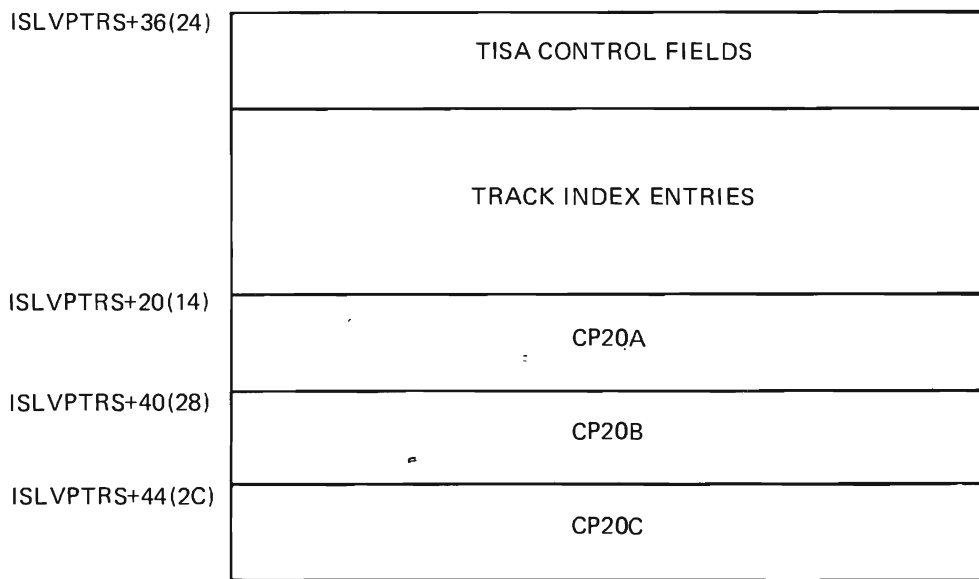 ISLVPTRS+36(24)
TISA CONTROL FIELDS
TRACK INDEX ENTRIES
ISLVPTRS+20(14)
CP20A
ISLVPTRS+40(28)
CP20B
ISLVPTRS+44(2C)
CP20C